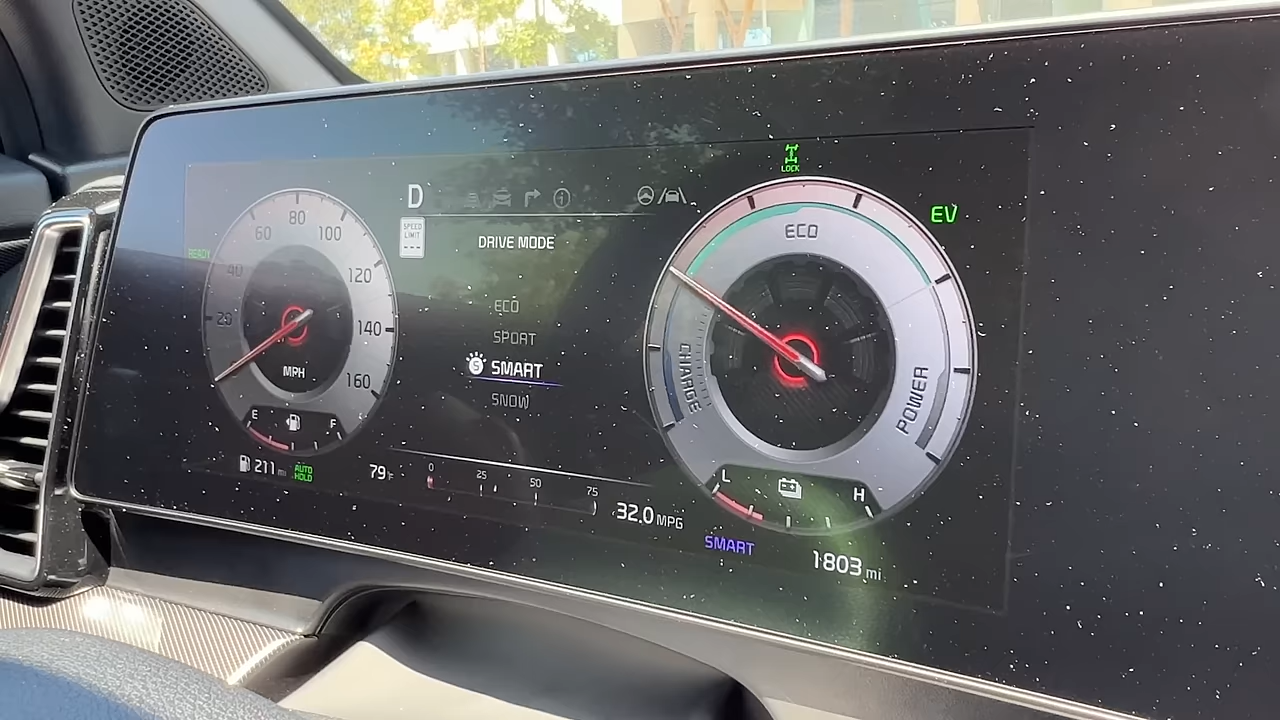 LOCK
D
SPEED
LIMIT
---
EV
80
60
100
40
120
20
140
160
READY
MPH
E
F
211 mi
AUTO
HOLD
79°F
DRIVE MODE
ECO
SPORT
SMART
SNOW
0
25
50
75
32.0 MPG
ECO
CHARGE
POWER
L
H
SMART
1803 mi